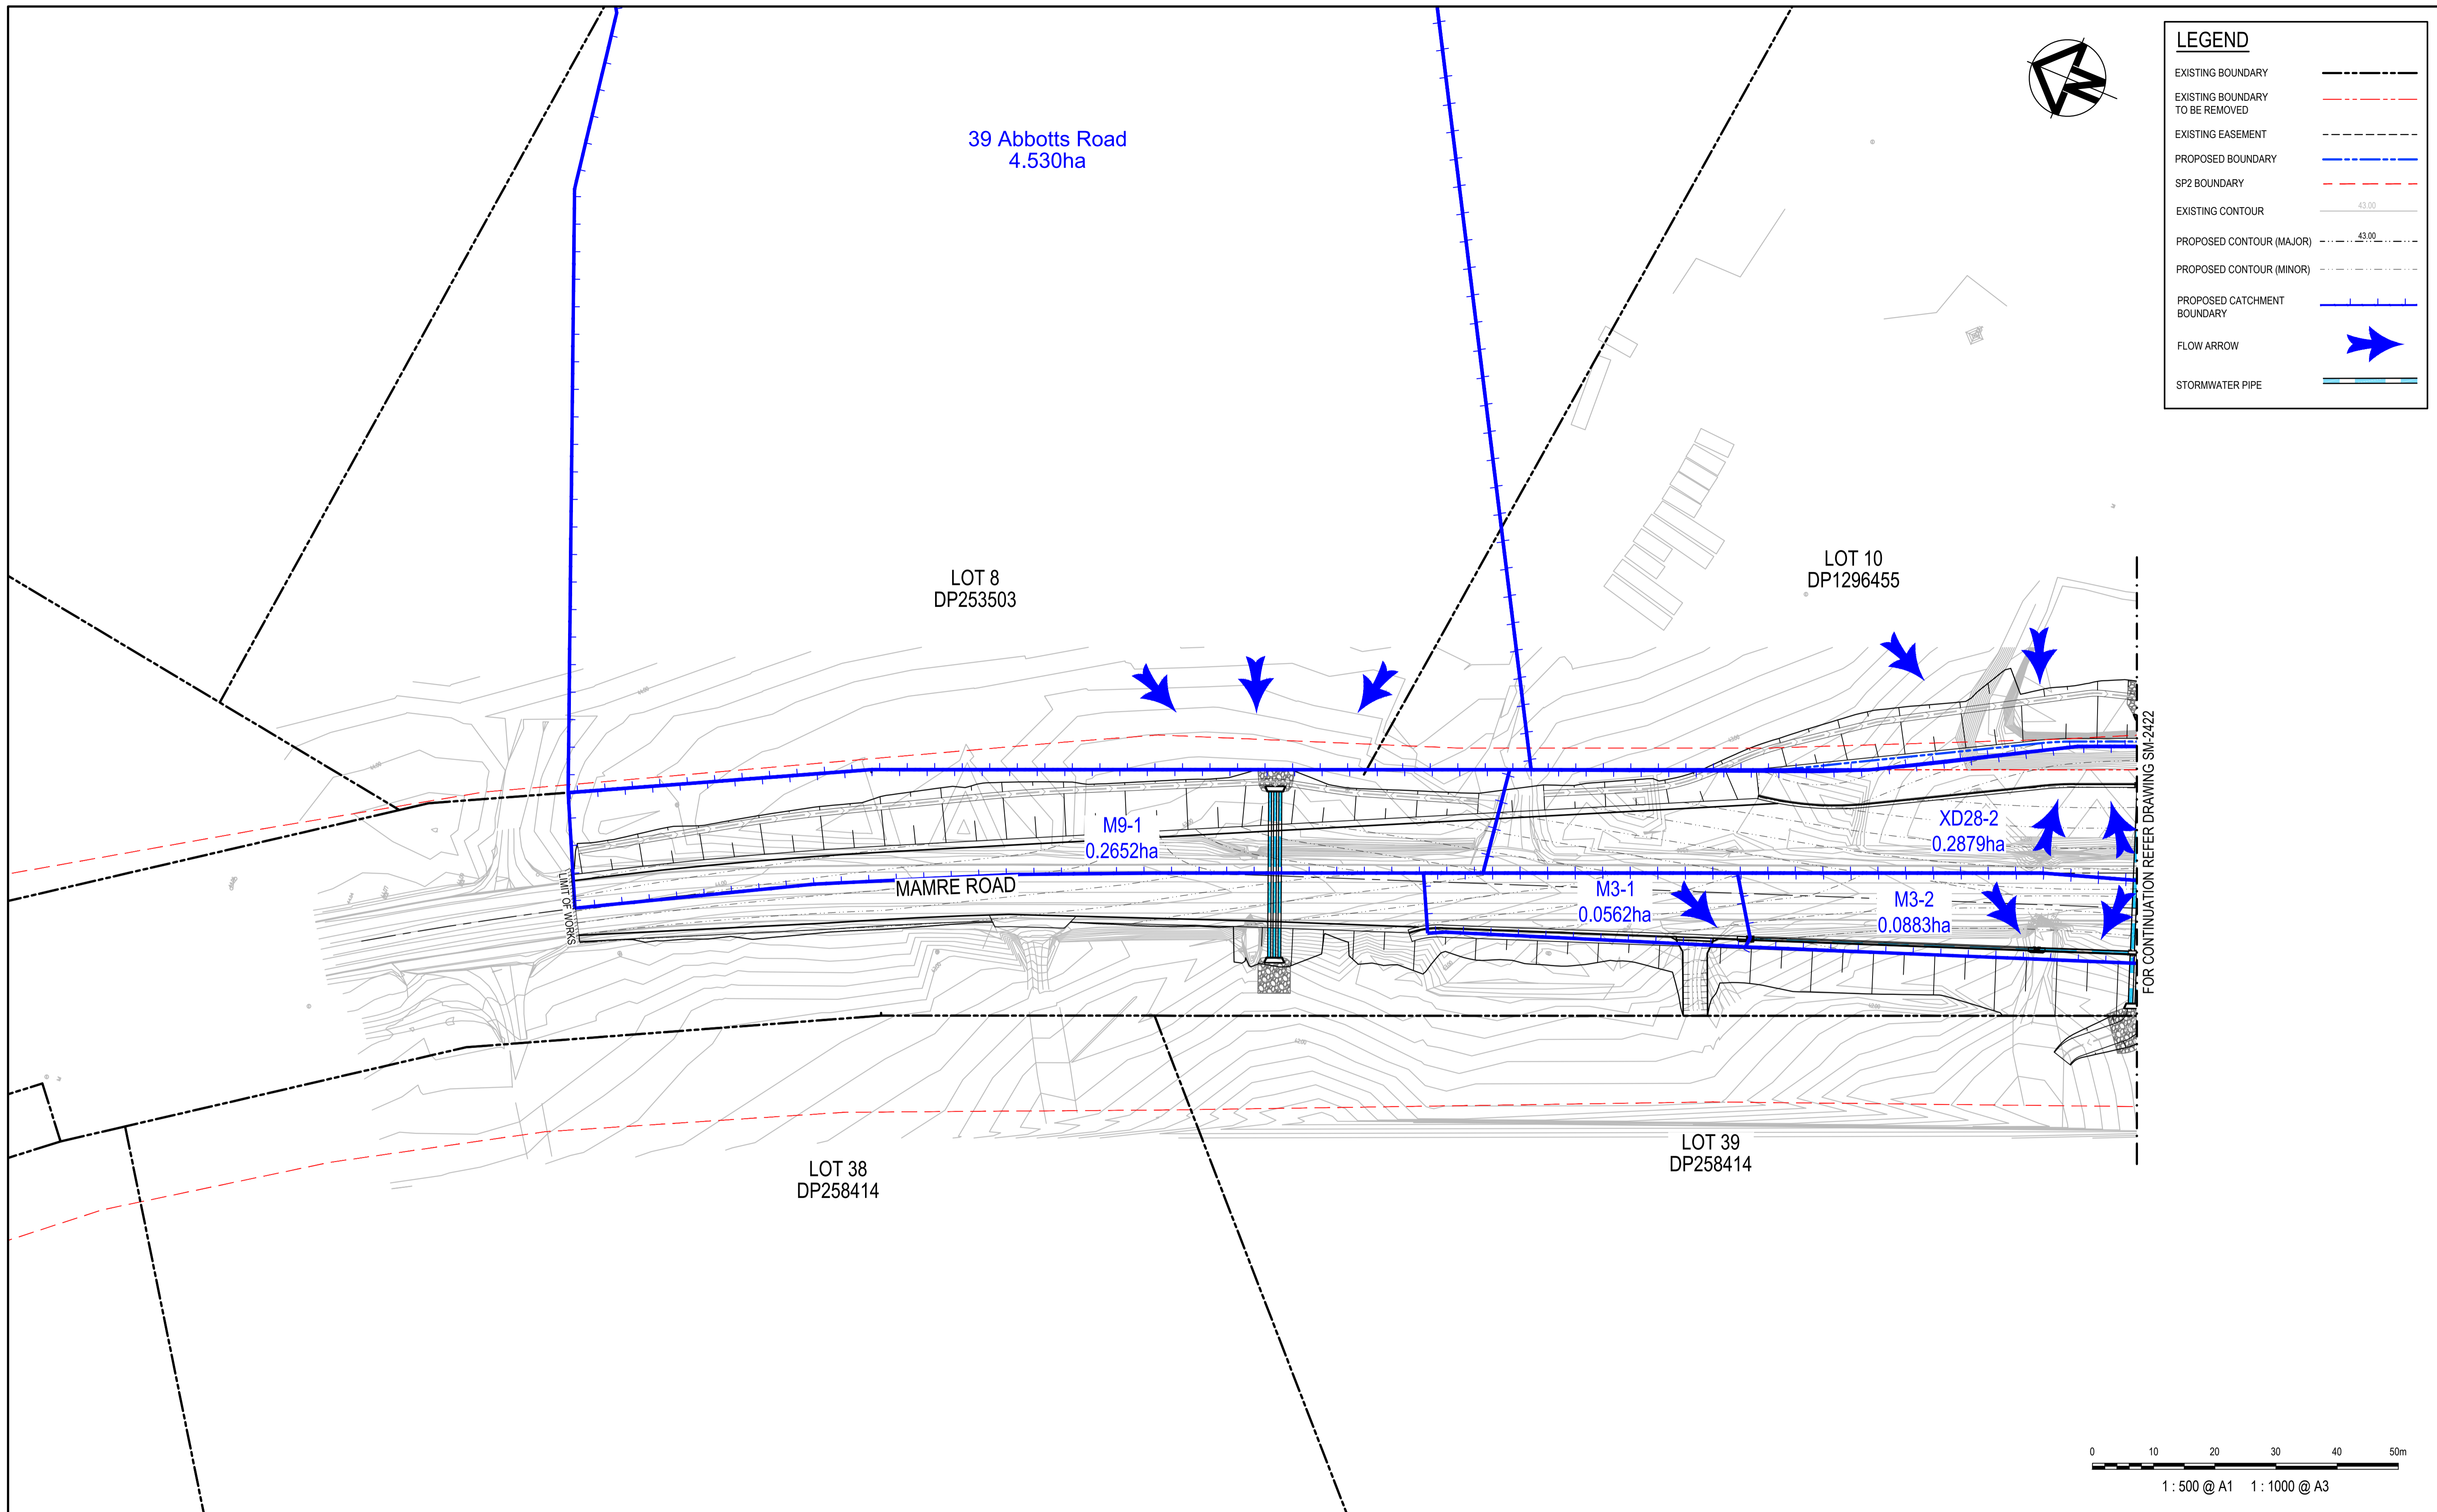 LEGEND
EXISTING BOUNDARY
EXISTING BOUNDARY
TO BE REMOVED
EXISTING EASEMENT
PROPOSED BOUNDARY
SP2 BOUNDARY
EXISTING CONTOUR
43.00
PROPOSED CONTOUR (MAJOR)
43.00
PROPOSED CONTOUR (MINOR)
PROPOSED CATCHMENT
BOUNDARY
FLOW ARROW
STORMWATER PIPE
N
39 Abbotts Road
4.530ha
LOT 8
DP253503
LOT 10
DP1296455
M9-1
0.2652ha
XD28-2
0.2879ha
MAMRE ROAD
M3-1
0.0562ha
M3-2
0.0883ha
LIMIT OF WORKS
FOR CONTINUATION REFER DRAWING SM-2422
LOT 38
DP258414
LOT 39
DP258414
0 10 20 30 40 50m
1 : 500 @ A1 1 : 1000 @ A3